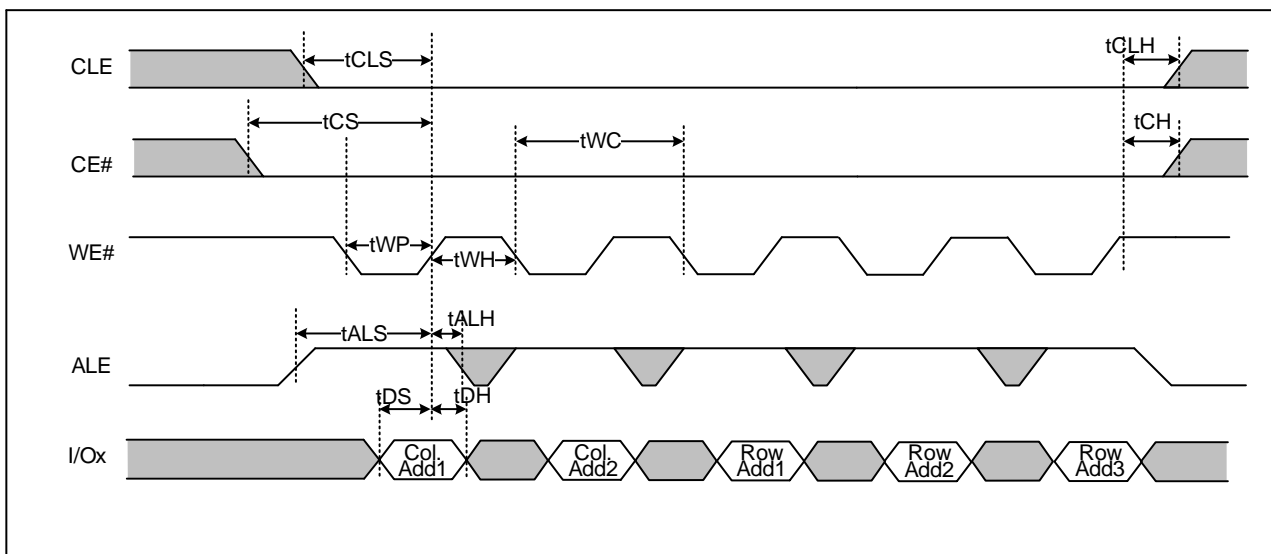 CLE
tCLS
tCLH
CE#
tCS
tWC
tCH
WE#
tWP
tWH
ALE
tALS
tALH
tDS
tDH
I/Ox
Col.
Add1
Col.
Add2
Row
Add1
Row
Add2
Row
Add3